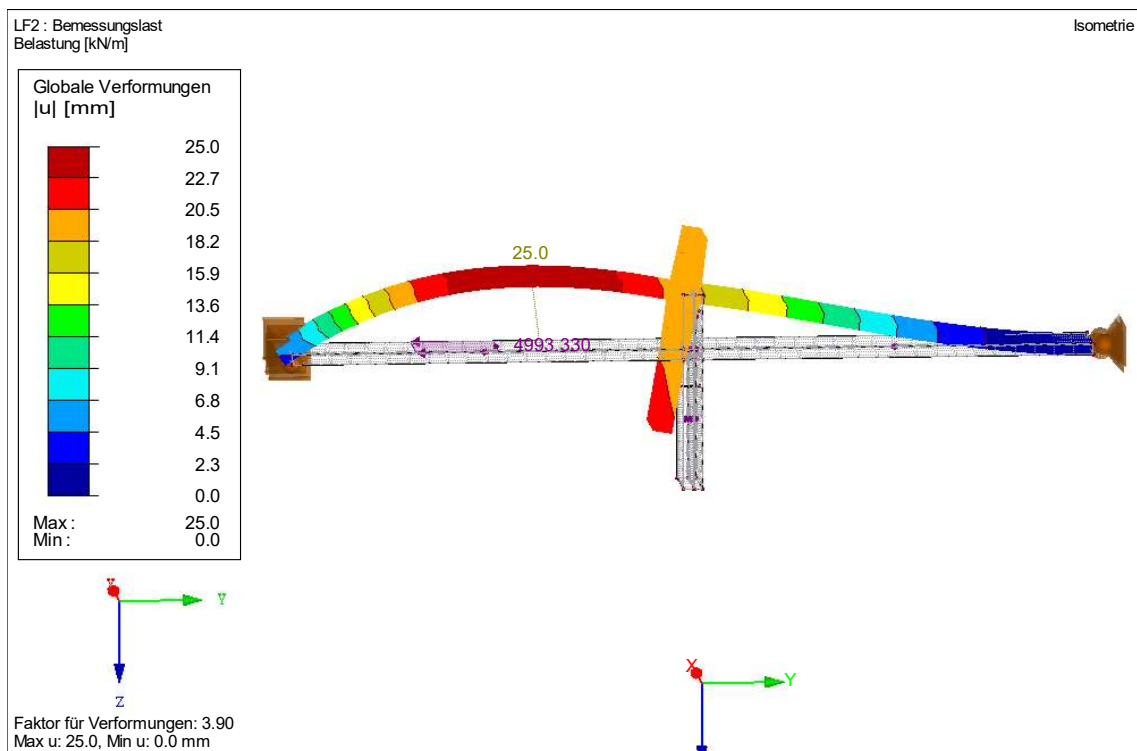 LF2 : Bemessungslast
Belastung [kN/m]
Isometrie
Globale Verformungen
|u| [mm]
25.0
22.7
20.5
18.2
15.9
13.6
11.4
9.1
6.8
4.5
2.3
0.0
Max : 25.0
Min : 0.0
25.0
4993.330
Y
Z
X
Y
Faktor für Verformungen: 3.90
Max u: 25.0, Min u: 0.0 mm